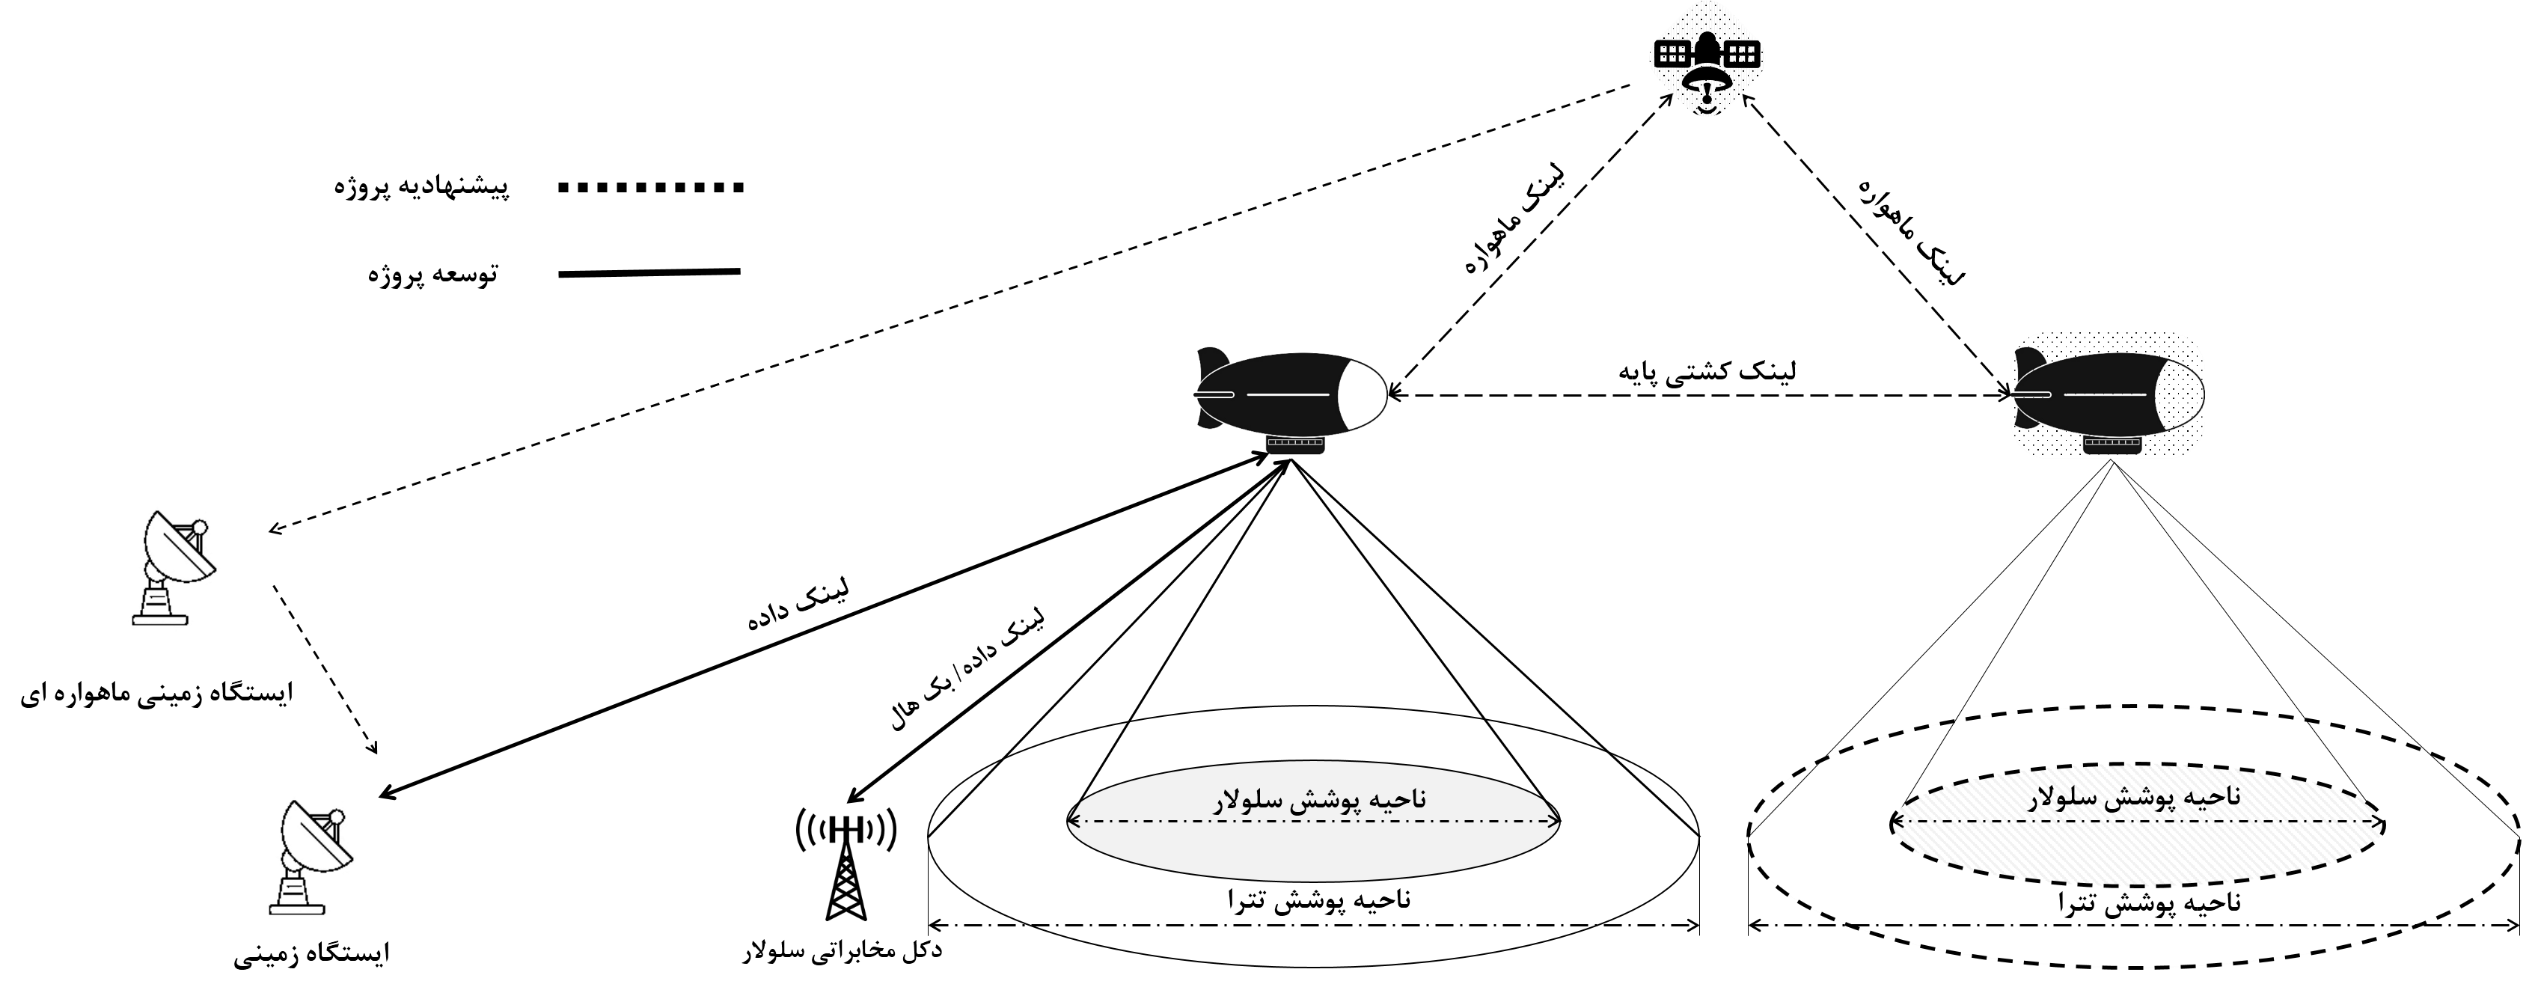 پیشنهادیه پروژه
توسعه پروژه
لینک ماهواره
لینک ماهواره
لینک کشتی پایه
لینک داده
لینک داده/ بک هال
ایستگاه زمینی ماهواره ای
ناحیه پوشش سلولار
ناحیه پوشش سلولار
ناحیه پوشش تترا
ناحیه پوشش تترا
دکل مخابراتی سلولار
ایستگاه زمینی